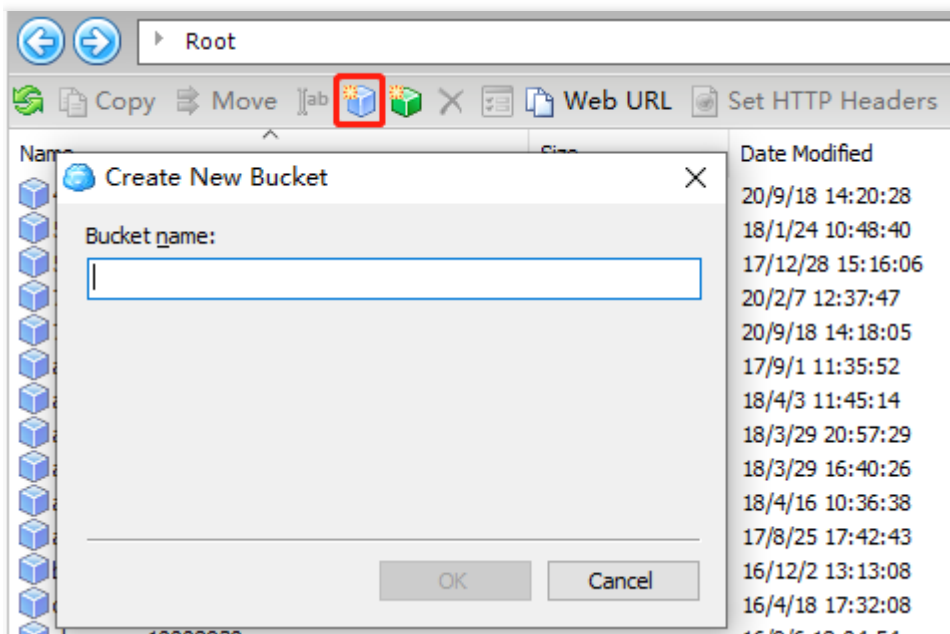 Root
Copy Move ab Web URL Set HTTP Headers
Date Modified
Create New Bucket
Bucket name:
20/9/18 14:20:28
18/1/24 10:48:40
17/12/28 15:16:06
20/2/7 12:37:47
20/9/18 14:18:05
17/9/1 11:35:52
18/4/3 11:45:14
18/3/29 20:57:29
18/3/29 16:40:26
18/4/16 10:36:38
17/8/25 17:42:43
16/12/2 13:13:08
16/4/18 17:32:08
OK Cancel